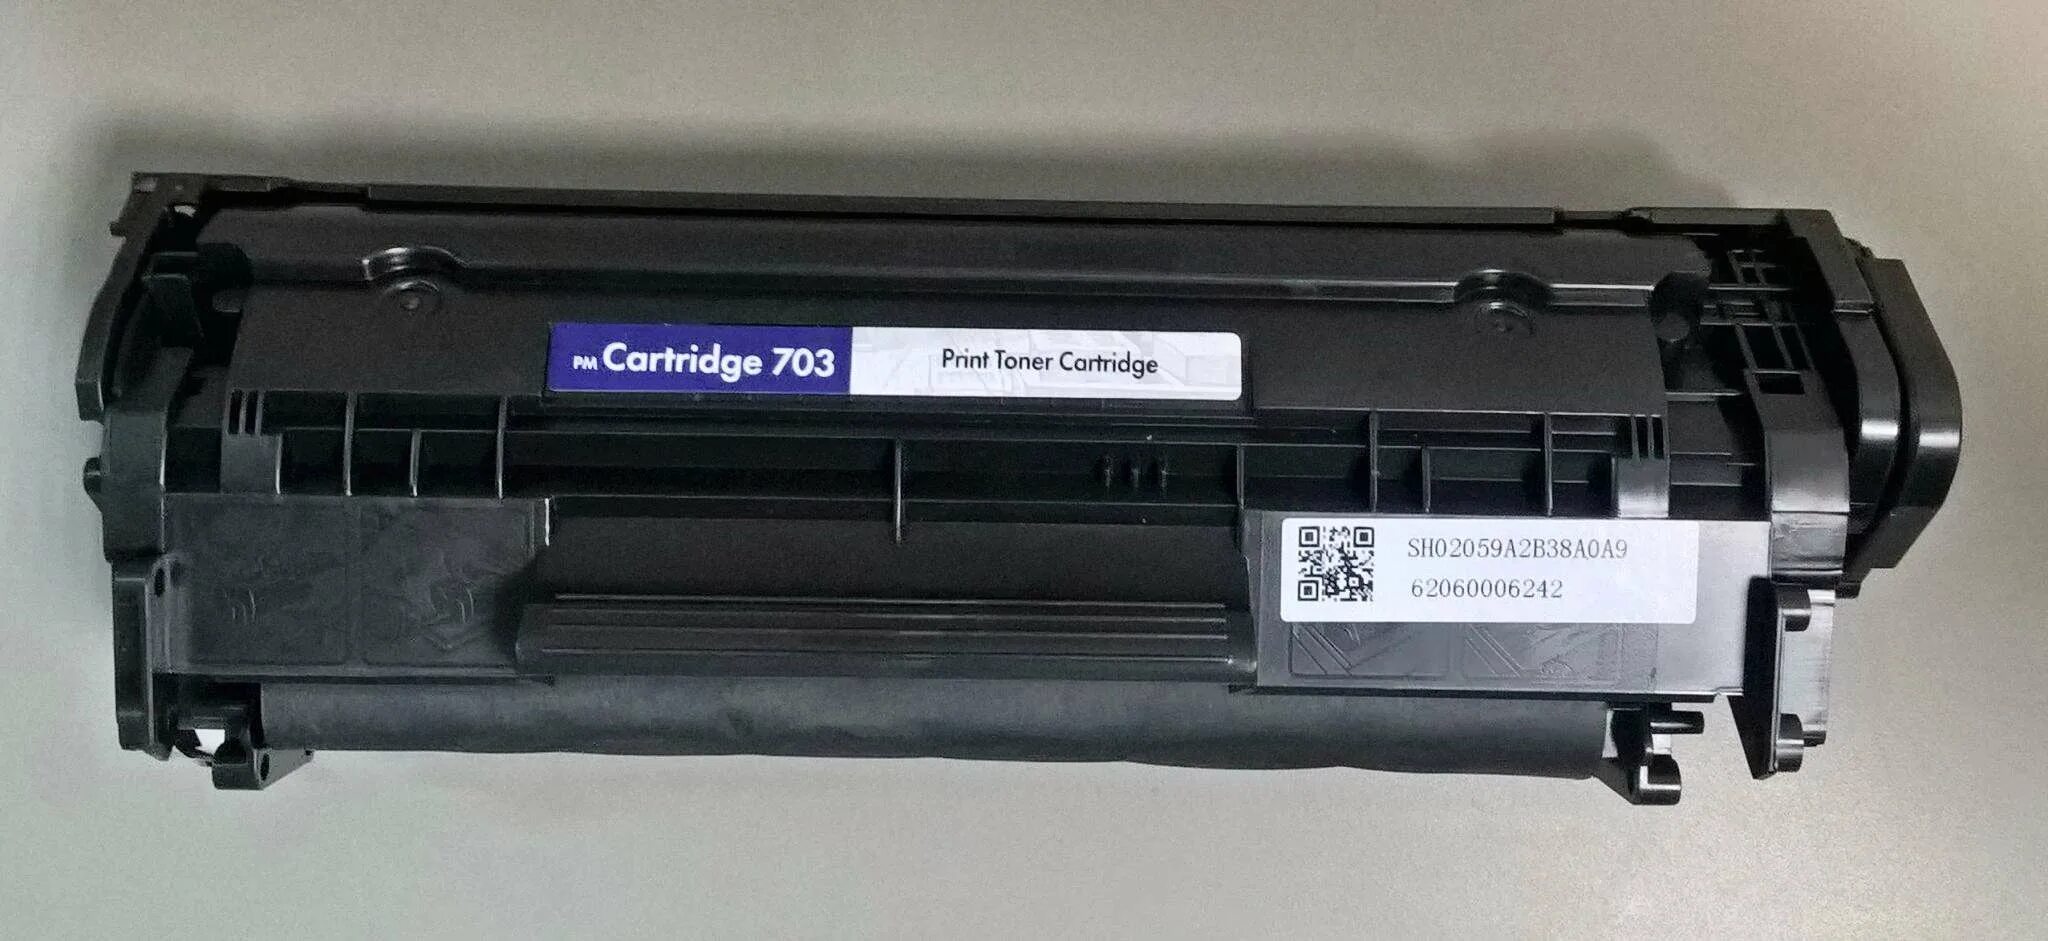 PM Cartridge 703 Print Toner Cartridge
SH02059A2B38A0A9
62060006242